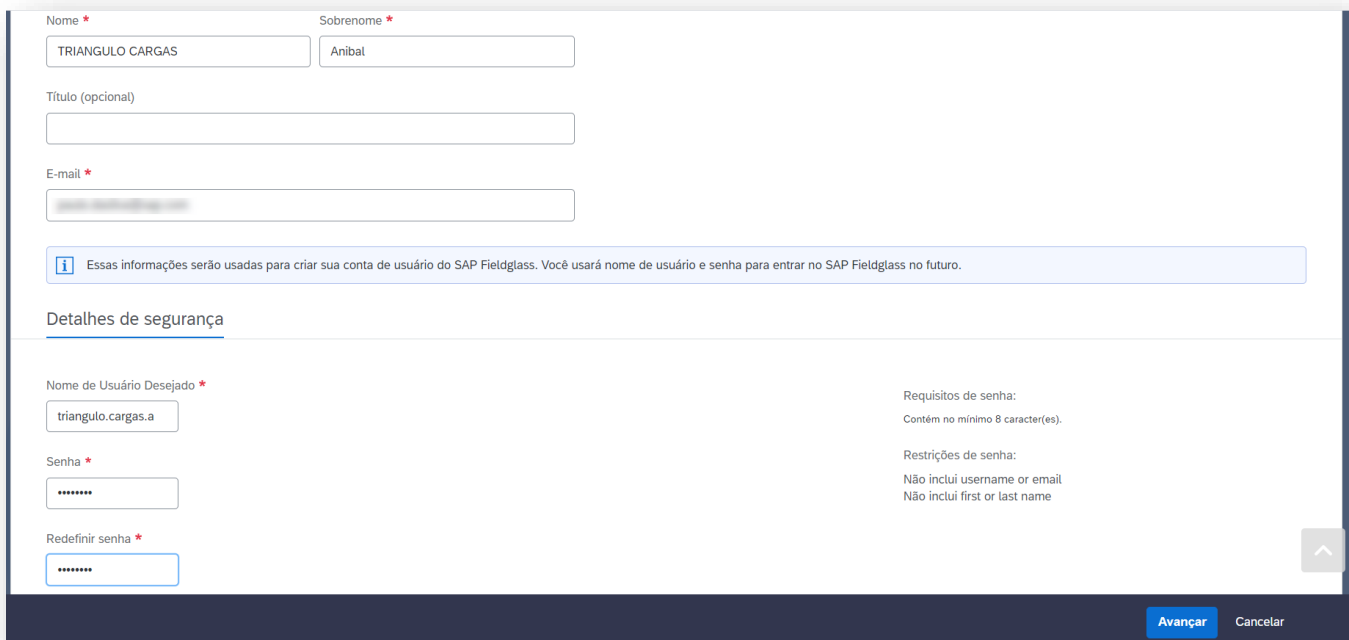 Nome *
Sobrenome *
TRIANGULO CARGAS
Anibal
Título (opcional)
E-mail *
Essas informações serão usadas para criar sua conta de usuário do SAP Fieldglass. Você usará nome de usuário e senha para entrar no SAP Fieldglass no futuro.
Detalhes de segurança
Nome de Usuário Desejado *
triangulo.cargas.a
Requisitos de senha:
Contém no mínimo 8 caracter(es).
Senha *
••••••••
Restrições de senha:
Não inclui username or email
Não inclui first or last name
Redefinir senha *
••••••••
Avançar
Cancelar